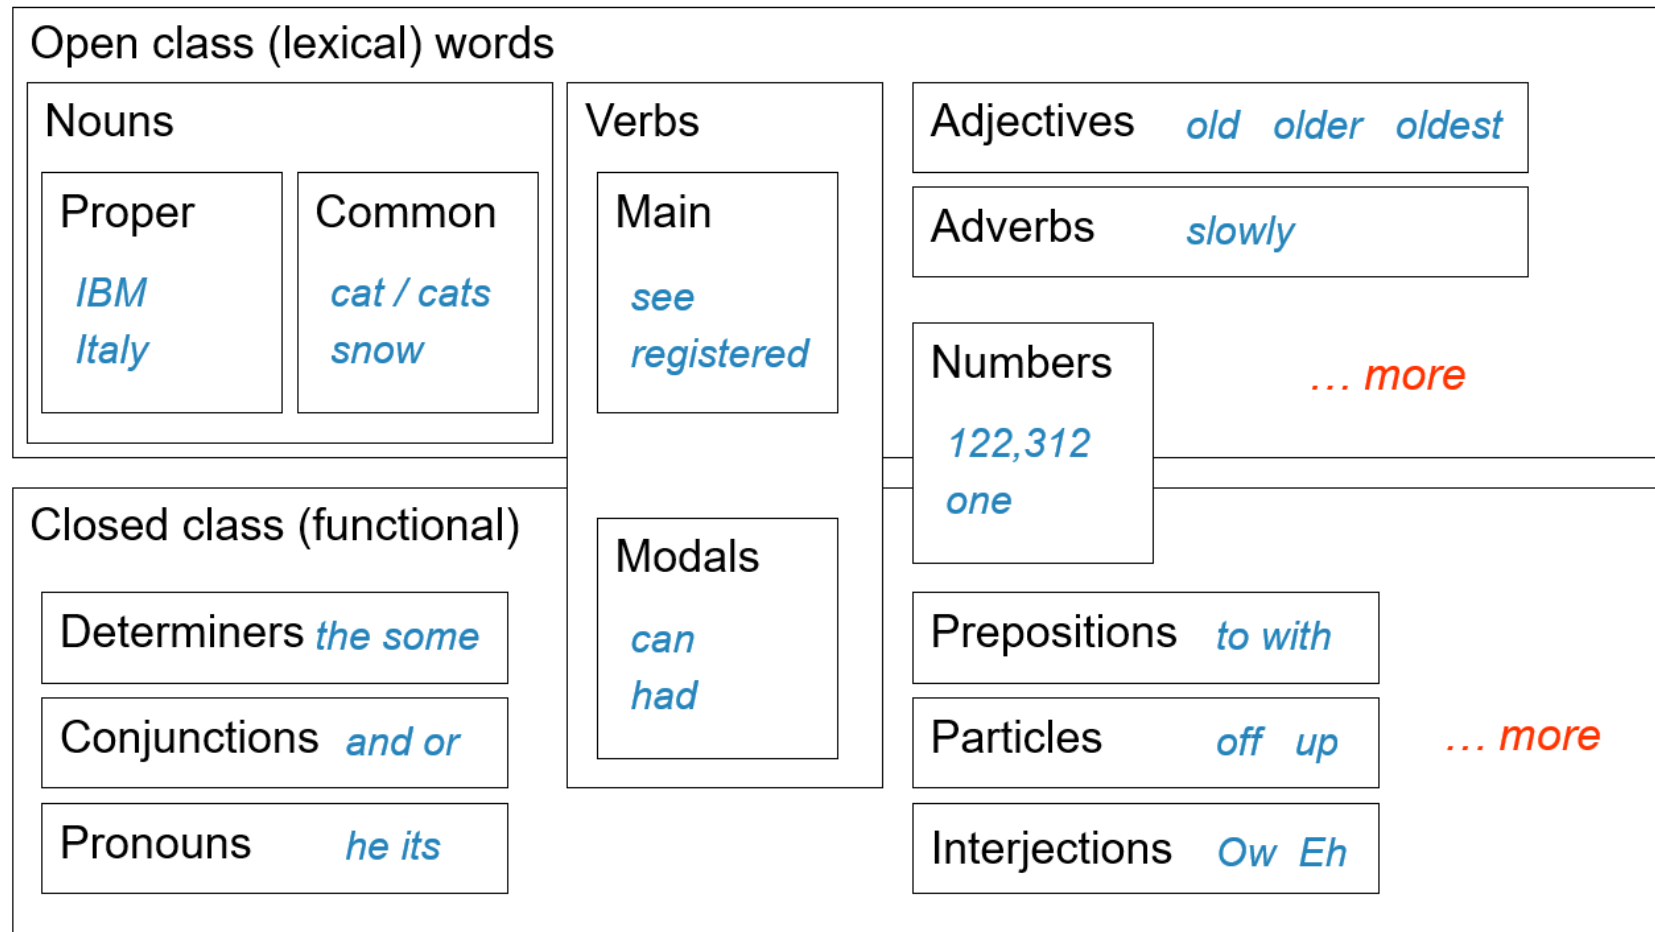 Open class (lexical) words
Nouns
Proper
IBM
Italy
Common
cat / cats
snow
Verbs
Main
see
registered
Adjectives old older oldest
Adverbs slowly
Numbers
122,312
one
… more
Closed class (functional)
Determiners the some
Conjunctions and or
Pronouns he its
Modals
can
had
Prepositions to with
Particles off up
Interjections Ow Eh
… more